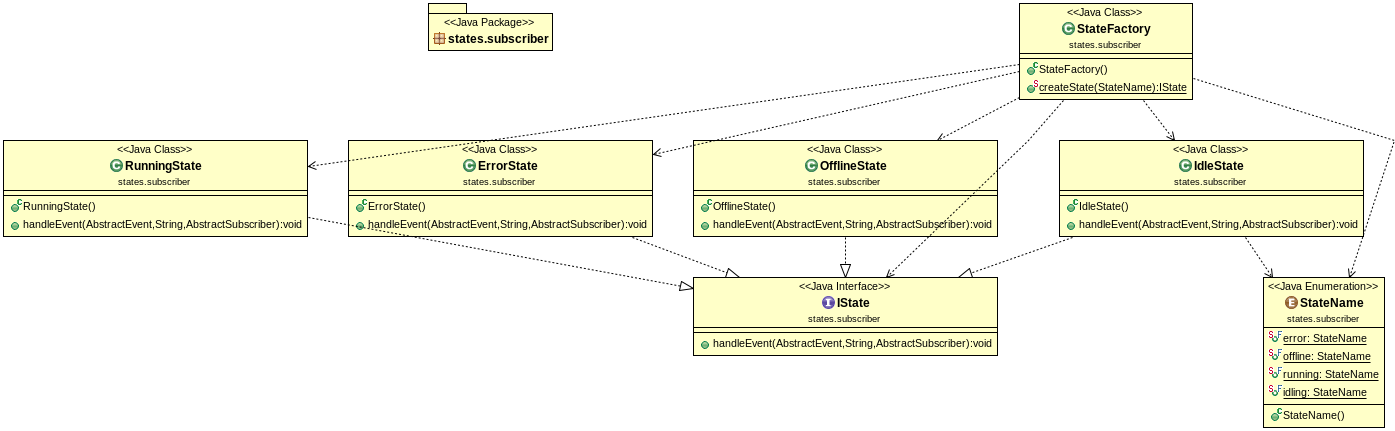 <<Java Package>>
states.subscriber
<<Java Class>>
StateFactory
states.subscriber
StateFactory()
createState(StateName):IState
<<Java Class>>
RunningState
states.subscriber
RunningState()
handleEvent(AbstractEvent,String,AbstractSubscriber):void
<<Java Class>>
ErrorState
states.subscriber
ErrorState()
handleEvent(AbstractEvent,String,AbstractSubscriber):void
<<Java Class>>
OfflineState
states.subscriber
OfflineState()
handleEvent(AbstractEvent,String,AbstractSubscriber):void
<<Java Class>>
IdleState
states.subscriber
IdleState()
handleEvent(AbstractEvent,String,AbstractSubscriber):void
<<Java Interface>>
IState
states.subscriber
handleEvent(AbstractEvent,String,AbstractSubscriber):void
<<Java Enumeration>>
StateName
states.subscriber
error: StateName
offline: StateName
running: StateName
idling: StateName
StateName()